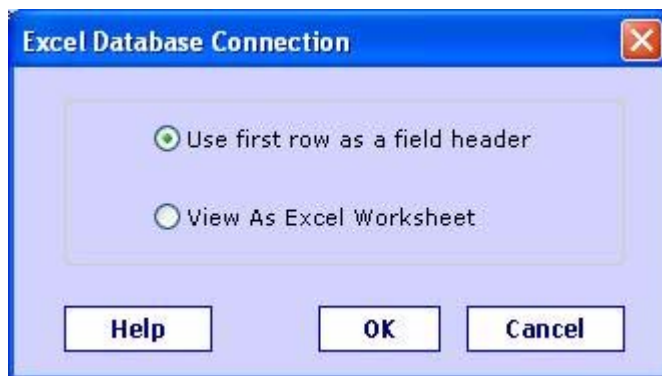 Excel Database Connection
Use first row as a field header
View As Excel Worksheet
Help OK Cancel